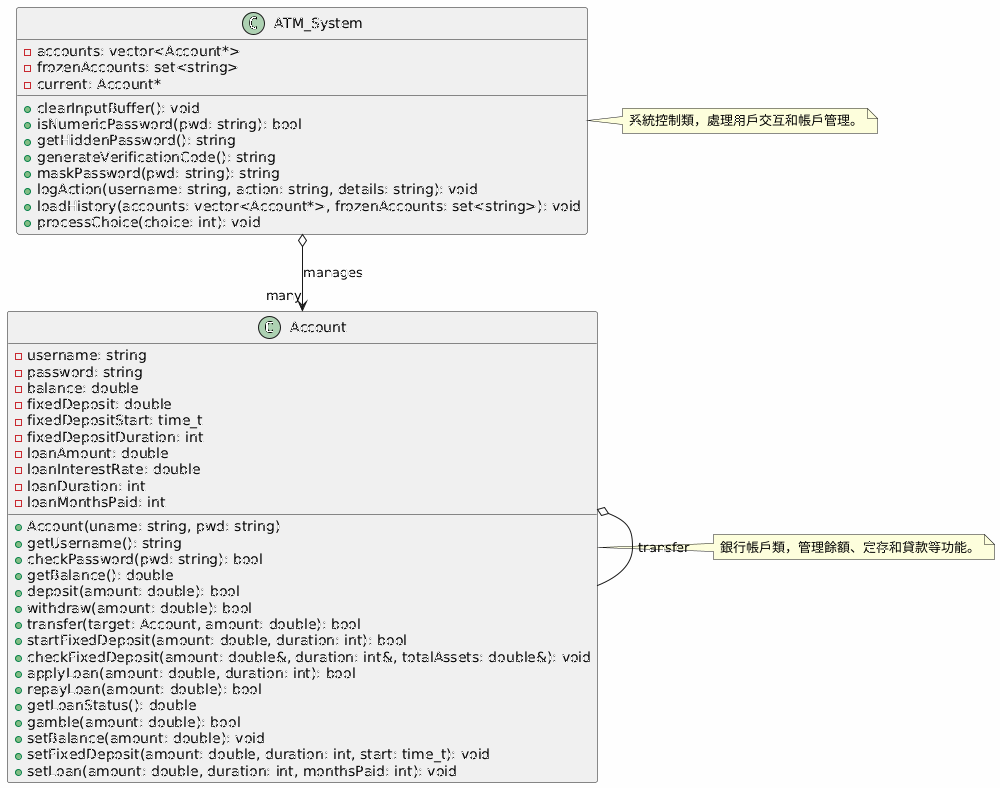 C ATM_System
accounts: vector<Account*>
frozenAccounts: set<string>
current: Account*
clearInputBuffer(): void
isNumericPassword(pwd: string): bool
getHiddenPassword(): string
generateVerificationCode(): string
maskPassword(pwd: string): string
logAction(username: string, action: string, details: string): void
loadHistory(accounts: vector<Account*>, frozenAccounts: set<string>): void
processChoice(choice: int): void
系統控制類，處理用戶交互和帳戶管理。
manages
many
C Account
username: string
password: string
balance: double
fixedDeposit: double
fixedDepositStart: time_t
fixedDepositDuration: int
loanAmount: double
loanInterestRate: double
loanDuration: int
loanMonthsPaid: int
Account(uname: string, pwd: string)
getUsername(): string
checkPassword(pwd: string): bool
getBalance(): double
deposit(amount: double): bool
withdraw(amount: double): bool
transfer(target: Account, amount: double): bool
startFixedDeposit(amount: double, duration: int): bool
checkFixedDeposit(amount: double&, duration: int&, totalAssets: double&): void
applyLoan(amount: double, duration: int): bool
repayLoan(amount: double): bool
getLoanStatus(): double
gamble(amount: double): bool
setBalance(amount: double): void
setFixedDeposit(amount: double, duration: int, start: time_t): void
setLoan(amount: double, duration: int, monthsPaid: int): void
transfer
銀行帳戶類，管理餘額、定存和貸款等功能。